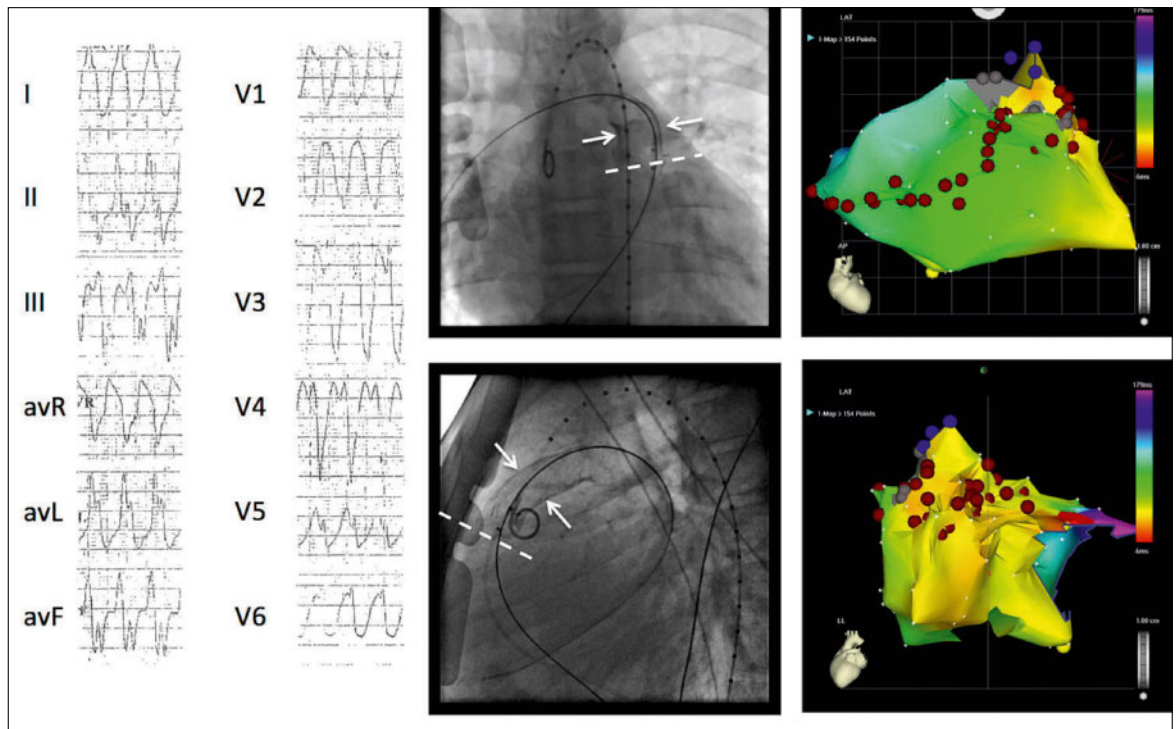 I
II
III
avR
VR
avL
avF
V1
V2
V3
V4
V5
V6
LAT
1-Map > 154 Points
179ms
6ms
AP
1.00 cm
LAT
1-Map > 154 Points
179ms
6ms
LL
1.00 cm